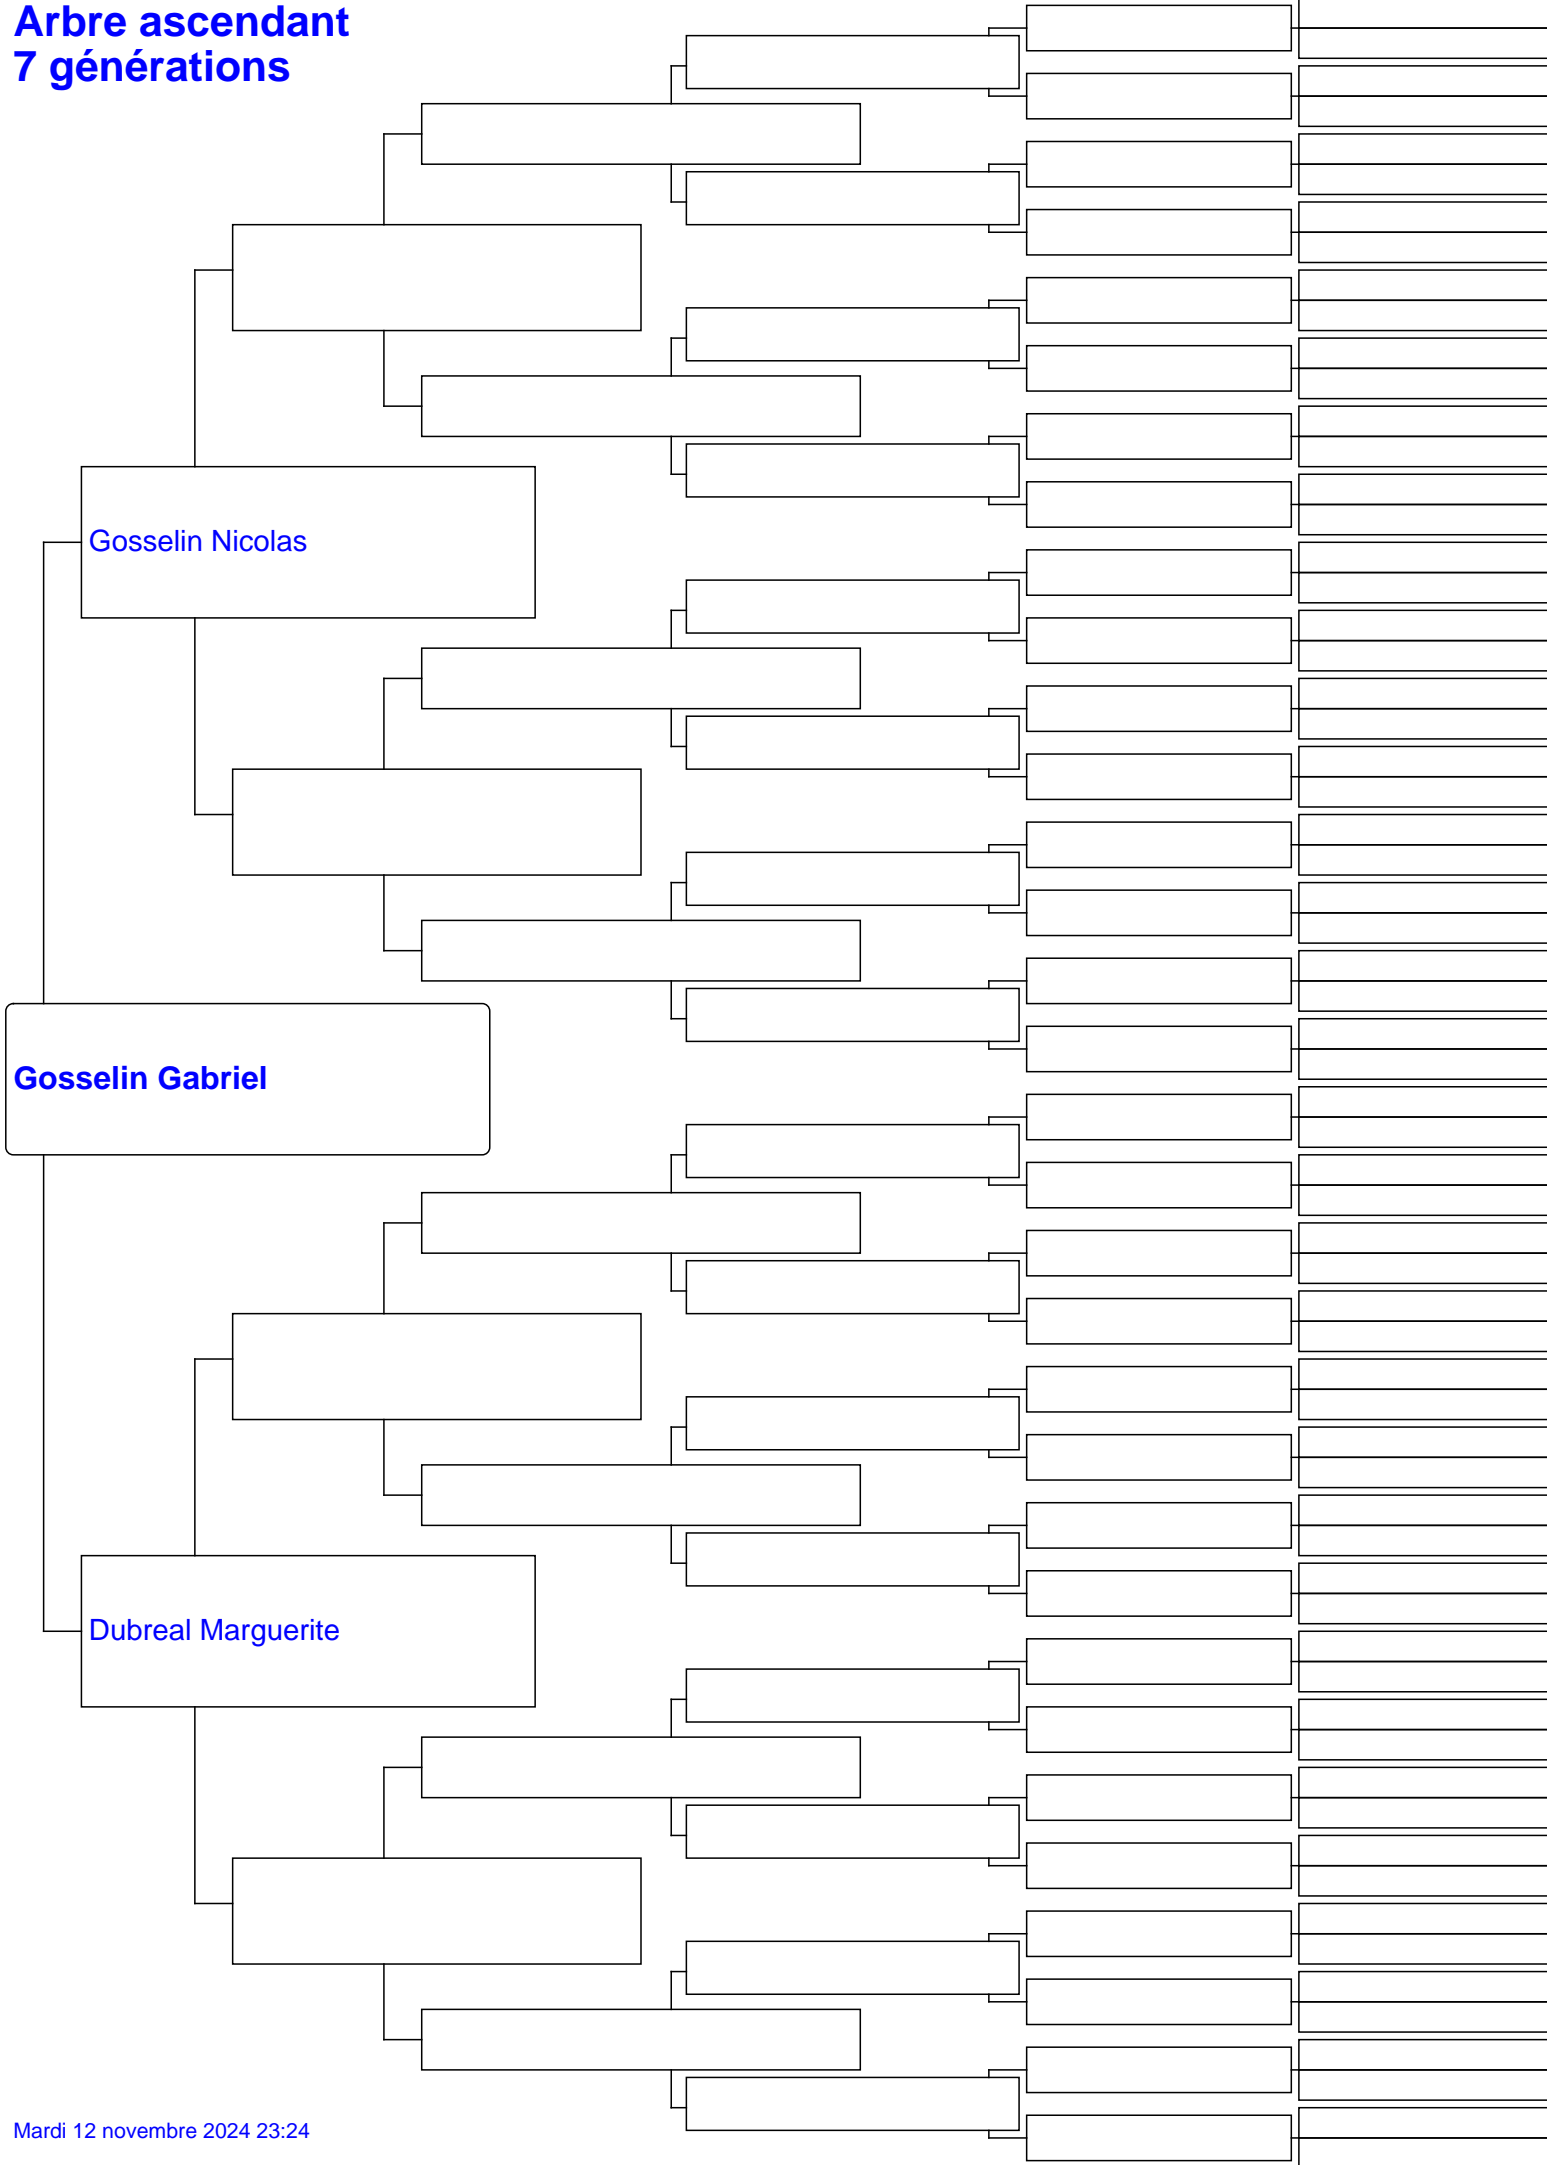 Arbre ascendant
7 générations
Gosselin Nicolas
Gosselin Gabriel
Dubreal Marguerite
Mardi 12 novembre 2024 23:24